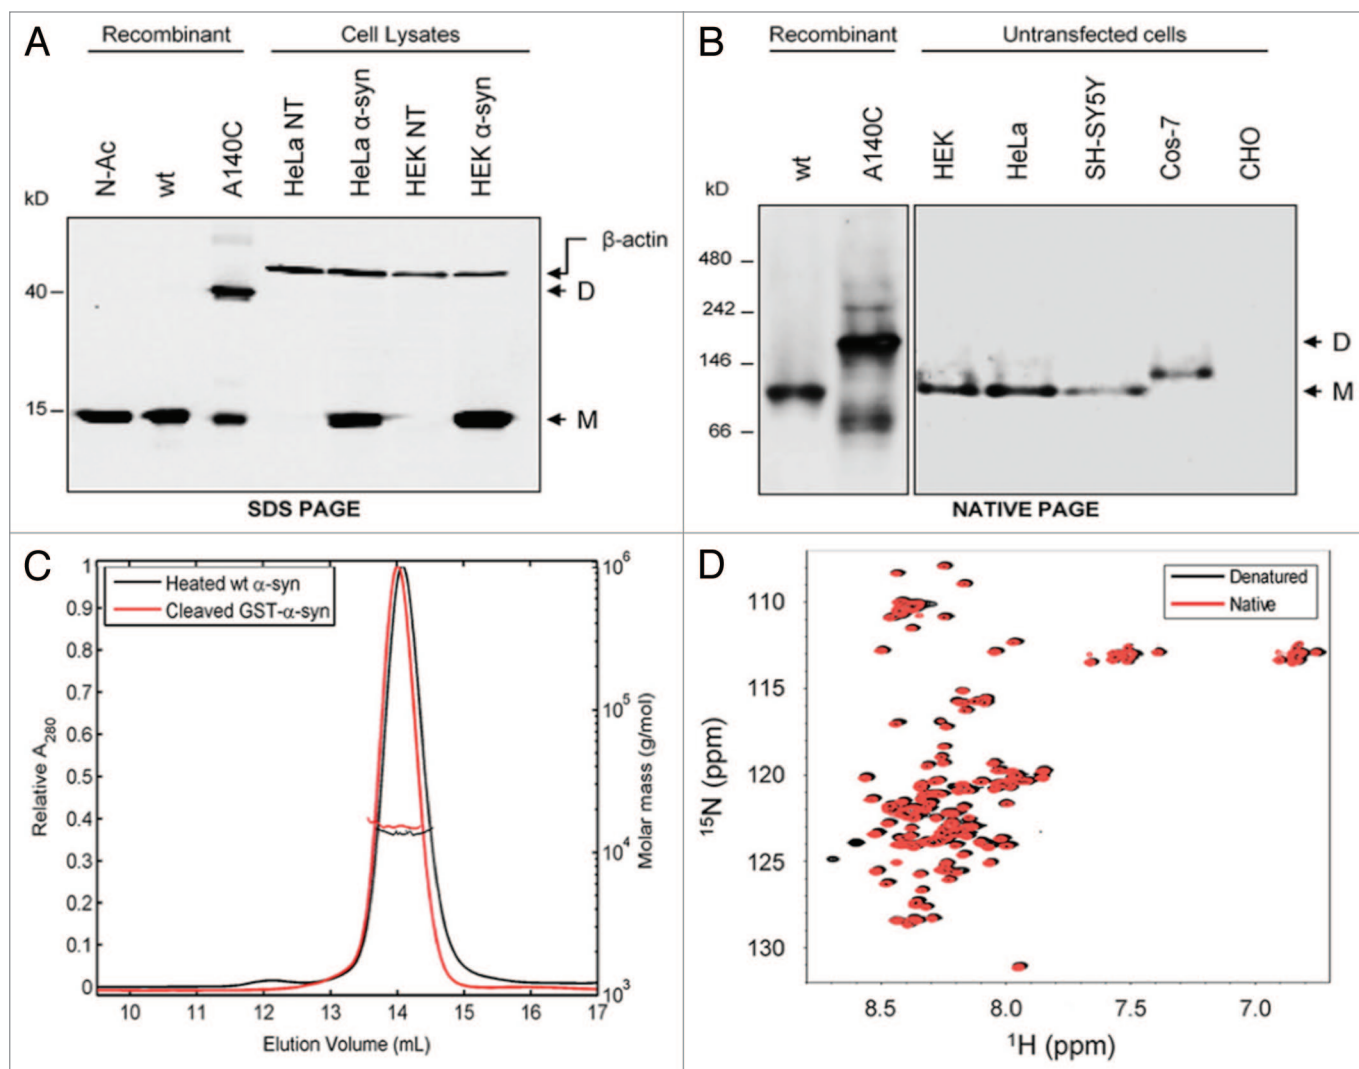 A
Recombinant
Cell Lysates
N-Ac
wt
A140C
HeLa NT
HeLa α-syn
HEK NT
HEK α-syn
kD
β-actin
40
D
15
M
SDS PAGE
B
Recombinant
Untransfected cells
wt
A140C
HEK
HeLa
SH-SY5Y
Cos-7
CHO
kD
480
242
D
146
M
66
NATIVE PAGE
C
Heated wt α-syn
Cleaved GST-α-syn
Relative A280
1
0.9
0.8
0.7
0.6
0.5
0.4
0.3
0.2
0.1
0
10 11 12 13 14 15 16 17
Elution Volume (mL)
10^6
10^5
10^4
10^3
Molar mass (g/mol)
D
Denatured
Native
110
115
120
125
130
15N (ppm)
8.5 8.0 7.5 7.0
1H (ppm)